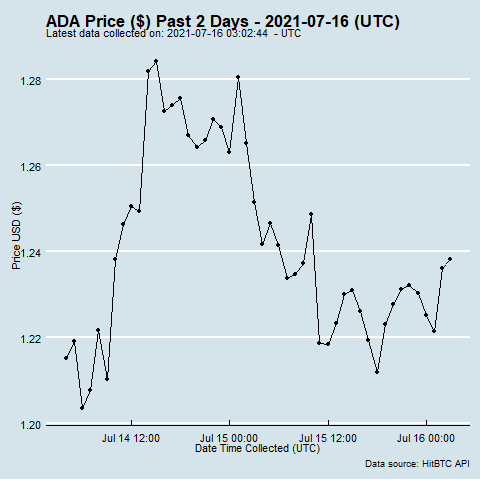 ADA Price ($) Past 2 Days - 2021-07-16 (UTC)
Latest data collected on: 2021-07-16 03:02:44  - UTC
1.28
1.26
1.24
1.22
1.20
Price USD ($)
Jul 14 12:00
Jul 15 00:00
Jul 15 12:00
Jul 16 00:00
Date Time Collected (UTC)
Data source: HitBTC API